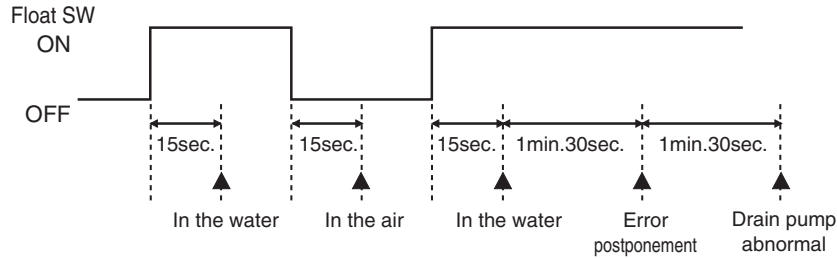 Float SW
ON
OFF
15sec. 15sec. 15sec. 1min.30sec. 1min.30sec.
In the water In the air In the water Error postponement Drain pump abnormal